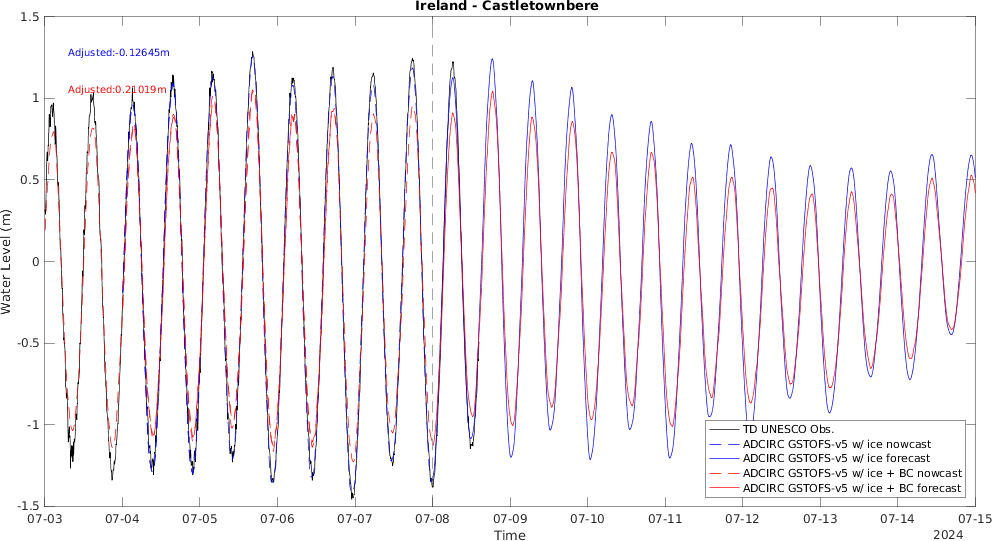 Ireland - Castletownbere
1.5
Adjusted:-0.12645m
Adjusted:0.21019m
1
0.5
0
-0.5
-1
-1.5
Water Level (m)
TD UNESCO Obs.
ADCIRC GSTOFS-v5 w/ ice nowcast
ADCIRC GSTOFS-v5 w/ ice forecast
ADCIRC GSTOFS-v5 w/ ice + BC nowcast
ADCIRC GSTOFS-v5 w/ ice + BC forecast
07-03 07-04 07-05 07-06 07-07 07-08 07-09 07-10 07-11 07-12 07-13 07-14 07-15
Time
2024